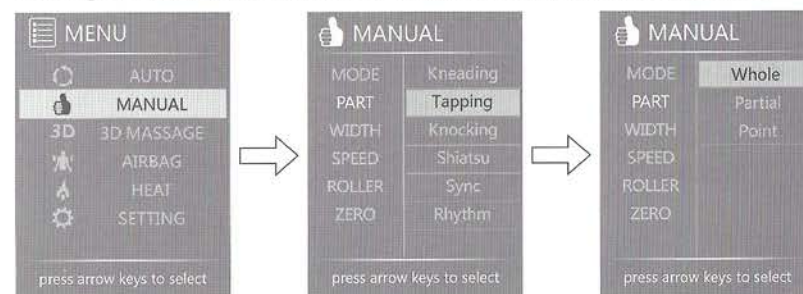 MENU
AUTO
MANUAL
3D 3D MASSAGE
AIRBAG
HEAT
SETTING
press arrow keys to select
MANUAL
MODE Kneading
PART Tapping
WIDTH Knocking
SPEED Shiatsu
ROLLER Sync
ZERO Rhythm
press arrow keys to select
MANUAL
MODE Whole
PART Partial
WIDTH Point
SPEED
ROLLER
ZERO
press arrow keys to select